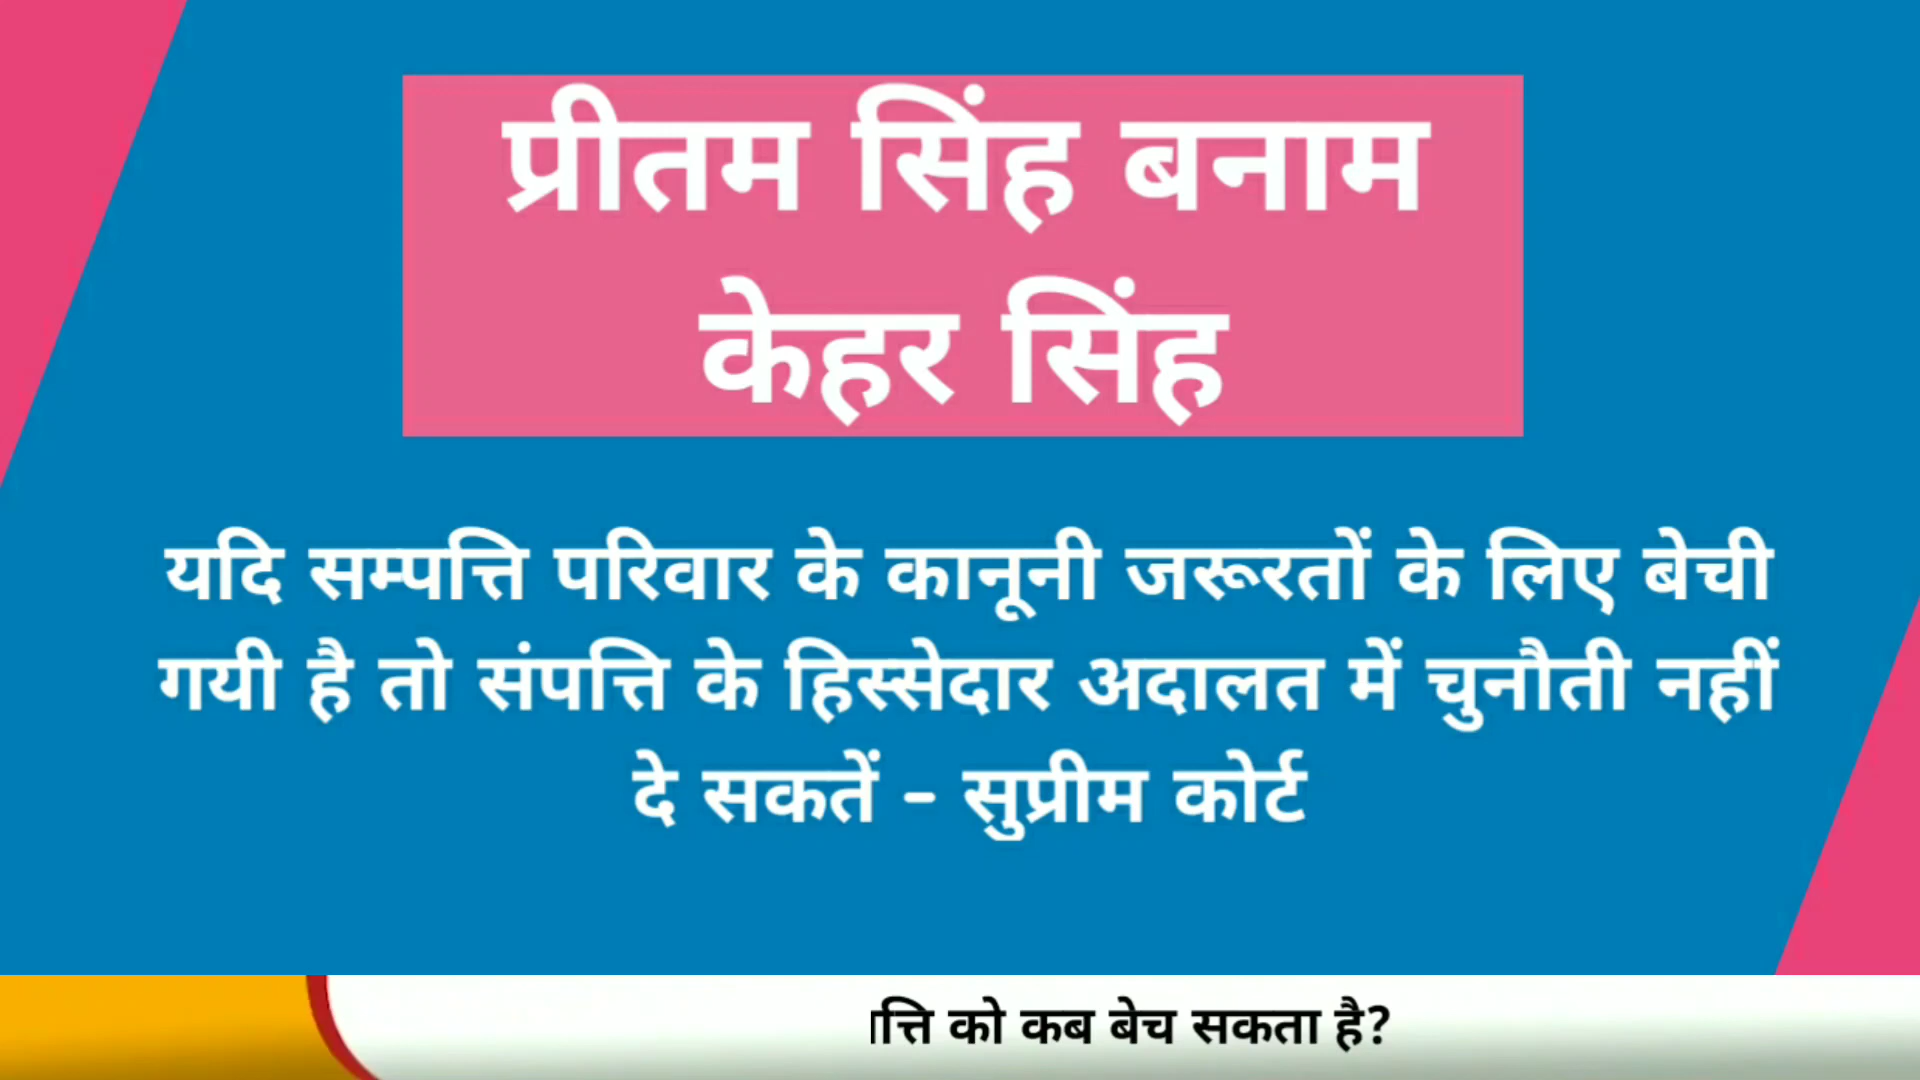 प्रीतम सिंह बनाम
केहर सिंह
यदि सम्पत्ति परिवार के कानूनी जरूरतों के लिए बेची
गयी है तो संपत्ति के हिस्सेदार अदालत में चुनौती नहीं
दे सकतें - सुप्रीम कोर्ट
को कब बेच सकता है?